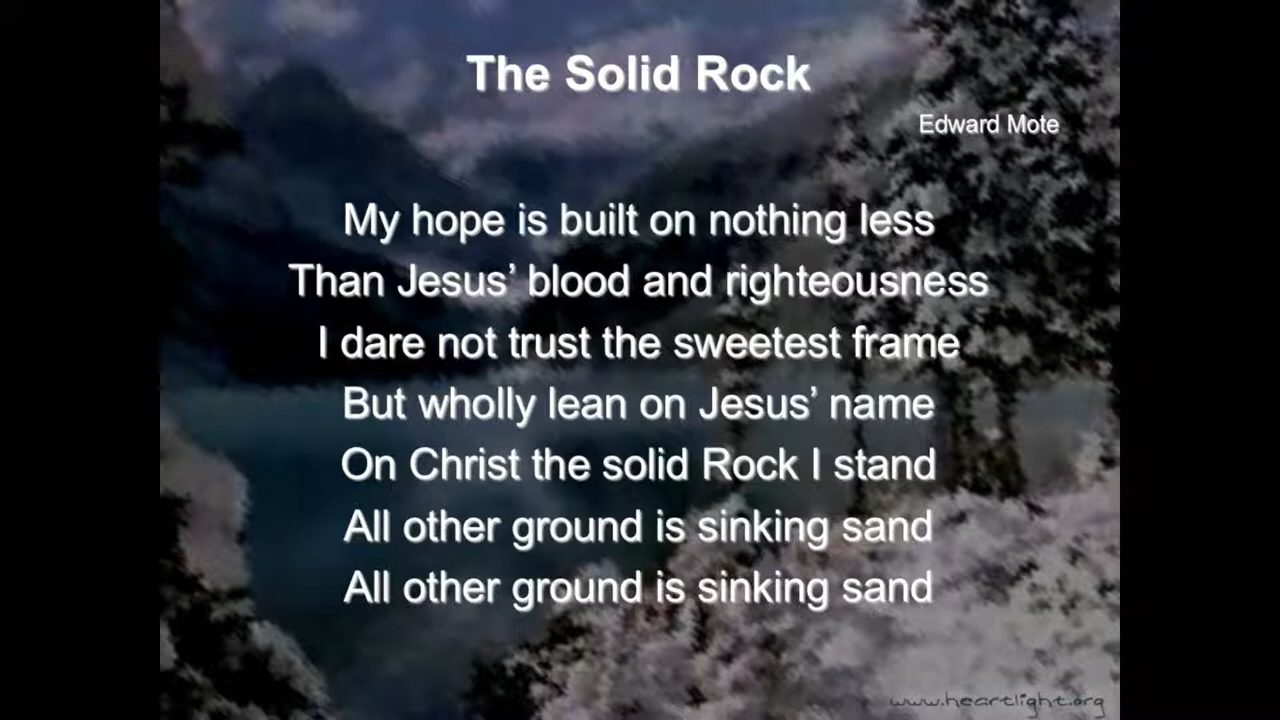 The Solid Rock
Edward Mote
My hope is built on nothing less
Than Jesus’ blood and righteousness
I dare not trust the sweetest frame
But wholly lean on Jesus’ name
On Christ the solid Rock I stand
All other ground is sinking sand
All other ground is sinking sand
www.heartlight.org